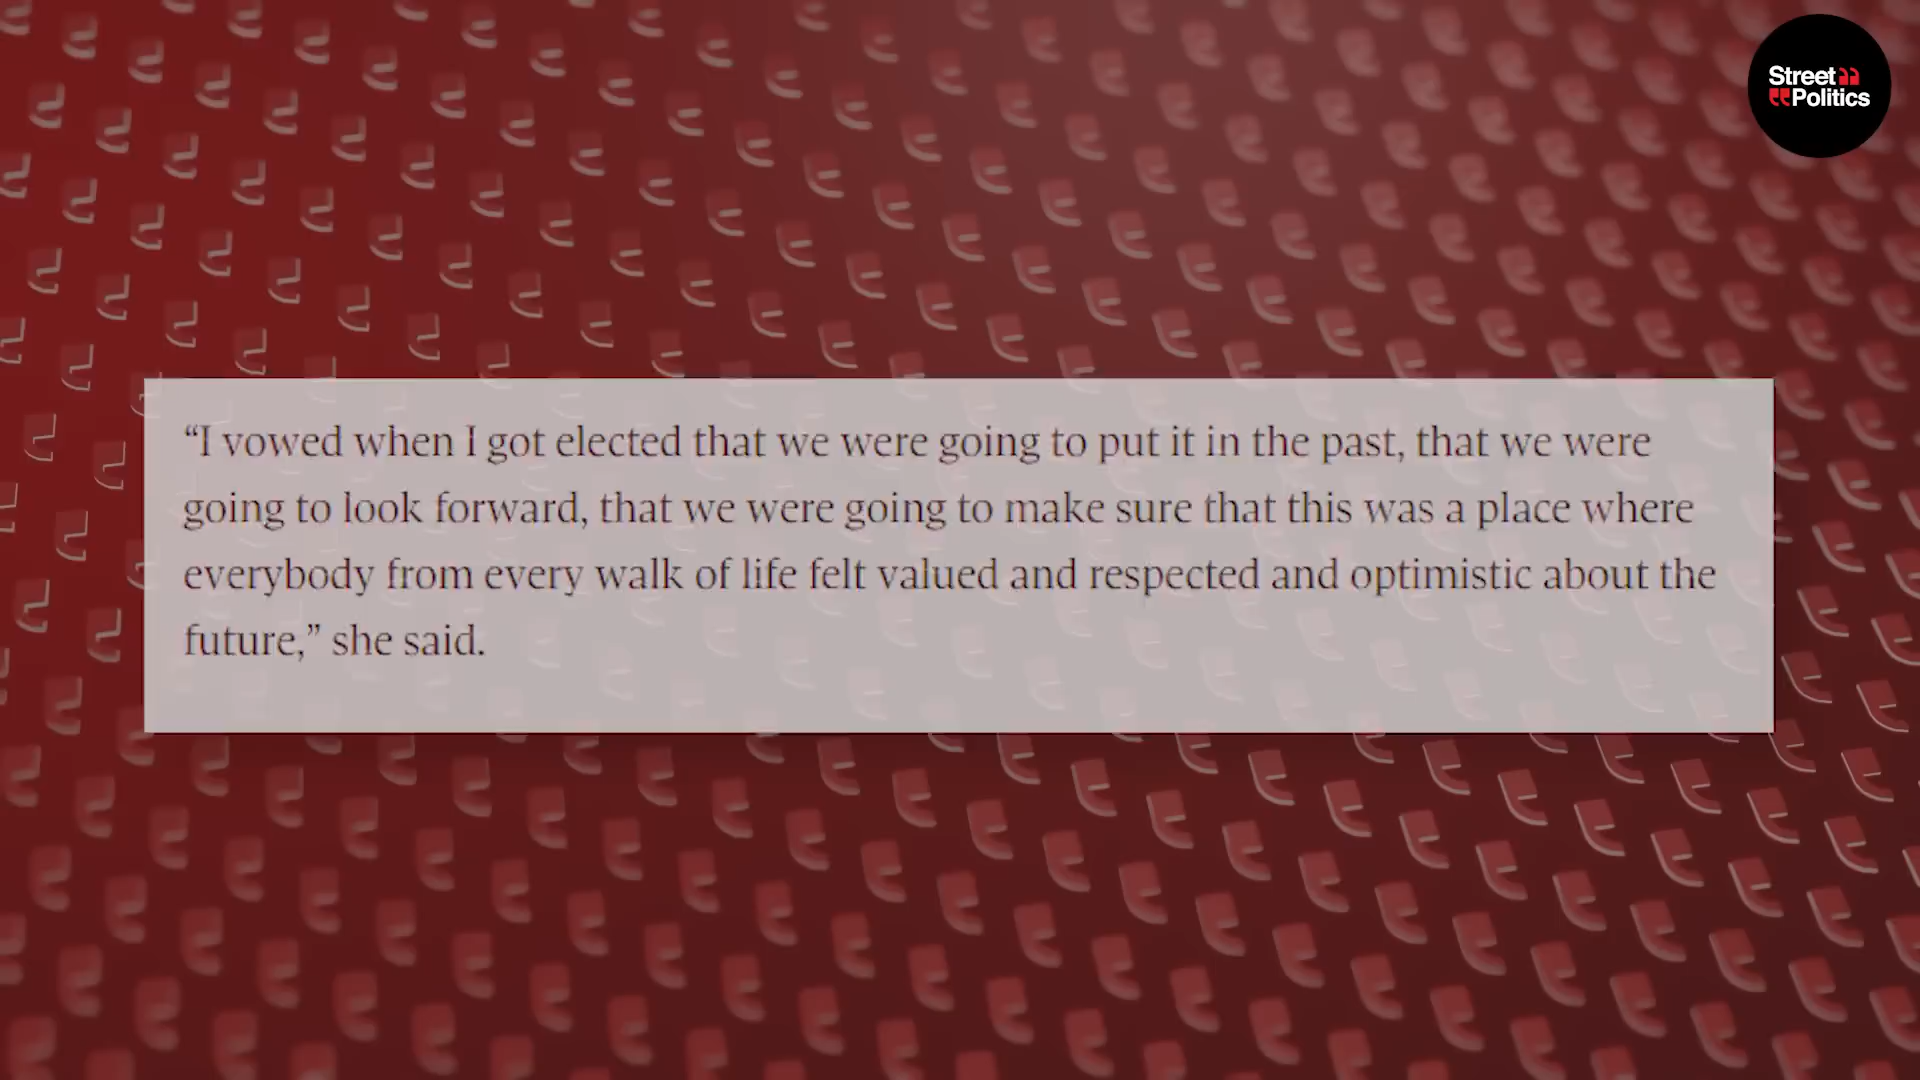 Street
Politics
“I vowed when I got elected that we were going to put it in the past, that we were
going to look forward, that we were going to make sure that this was a place where
everybody from every walk of life felt valued and respected and optimistic about the
future,” she said.